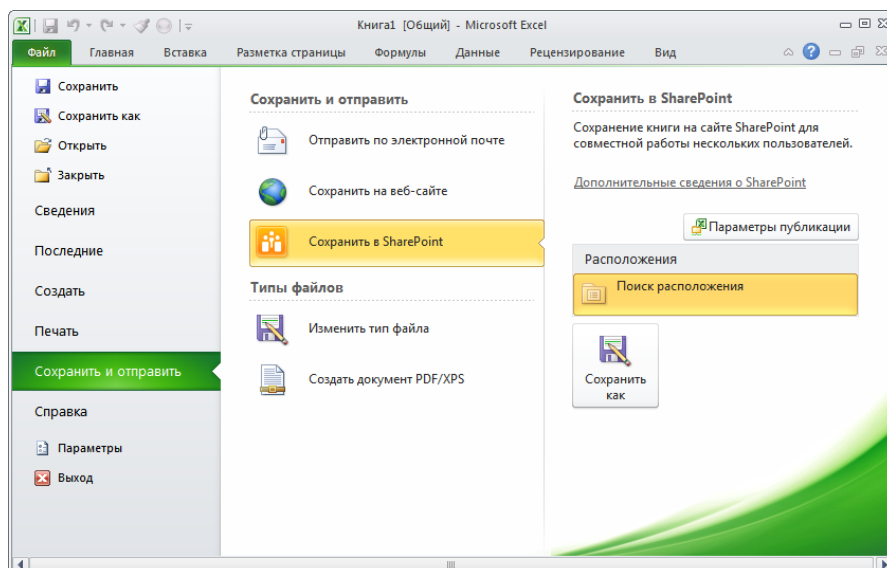 Книга1 [Общий] - Microsoft Excel
Файл Главная Вставка Разметка страницы Формулы Данные Рецензирование Вид
Сохранить
Сохранить как
Открыть
Закрыть
Сведения
Последние
Создать
Печать
Сохранить и отправить
Справка
Параметры
Выход
Сохранить и отправить
Отправить по электронной почте
Сохранить на веб-сайте
Сохранить в SharePoint
Типы файлов
Изменить тип файла
Создать документ PDF/XPS
Сохранить в SharePoint
Сохранение книги на сайте SharePoint для
совместной работы нескольких пользователей.
Дополнительные сведения о SharePoint
Параметры публикации
Расположения
Поиск расположения
Сохранить
как